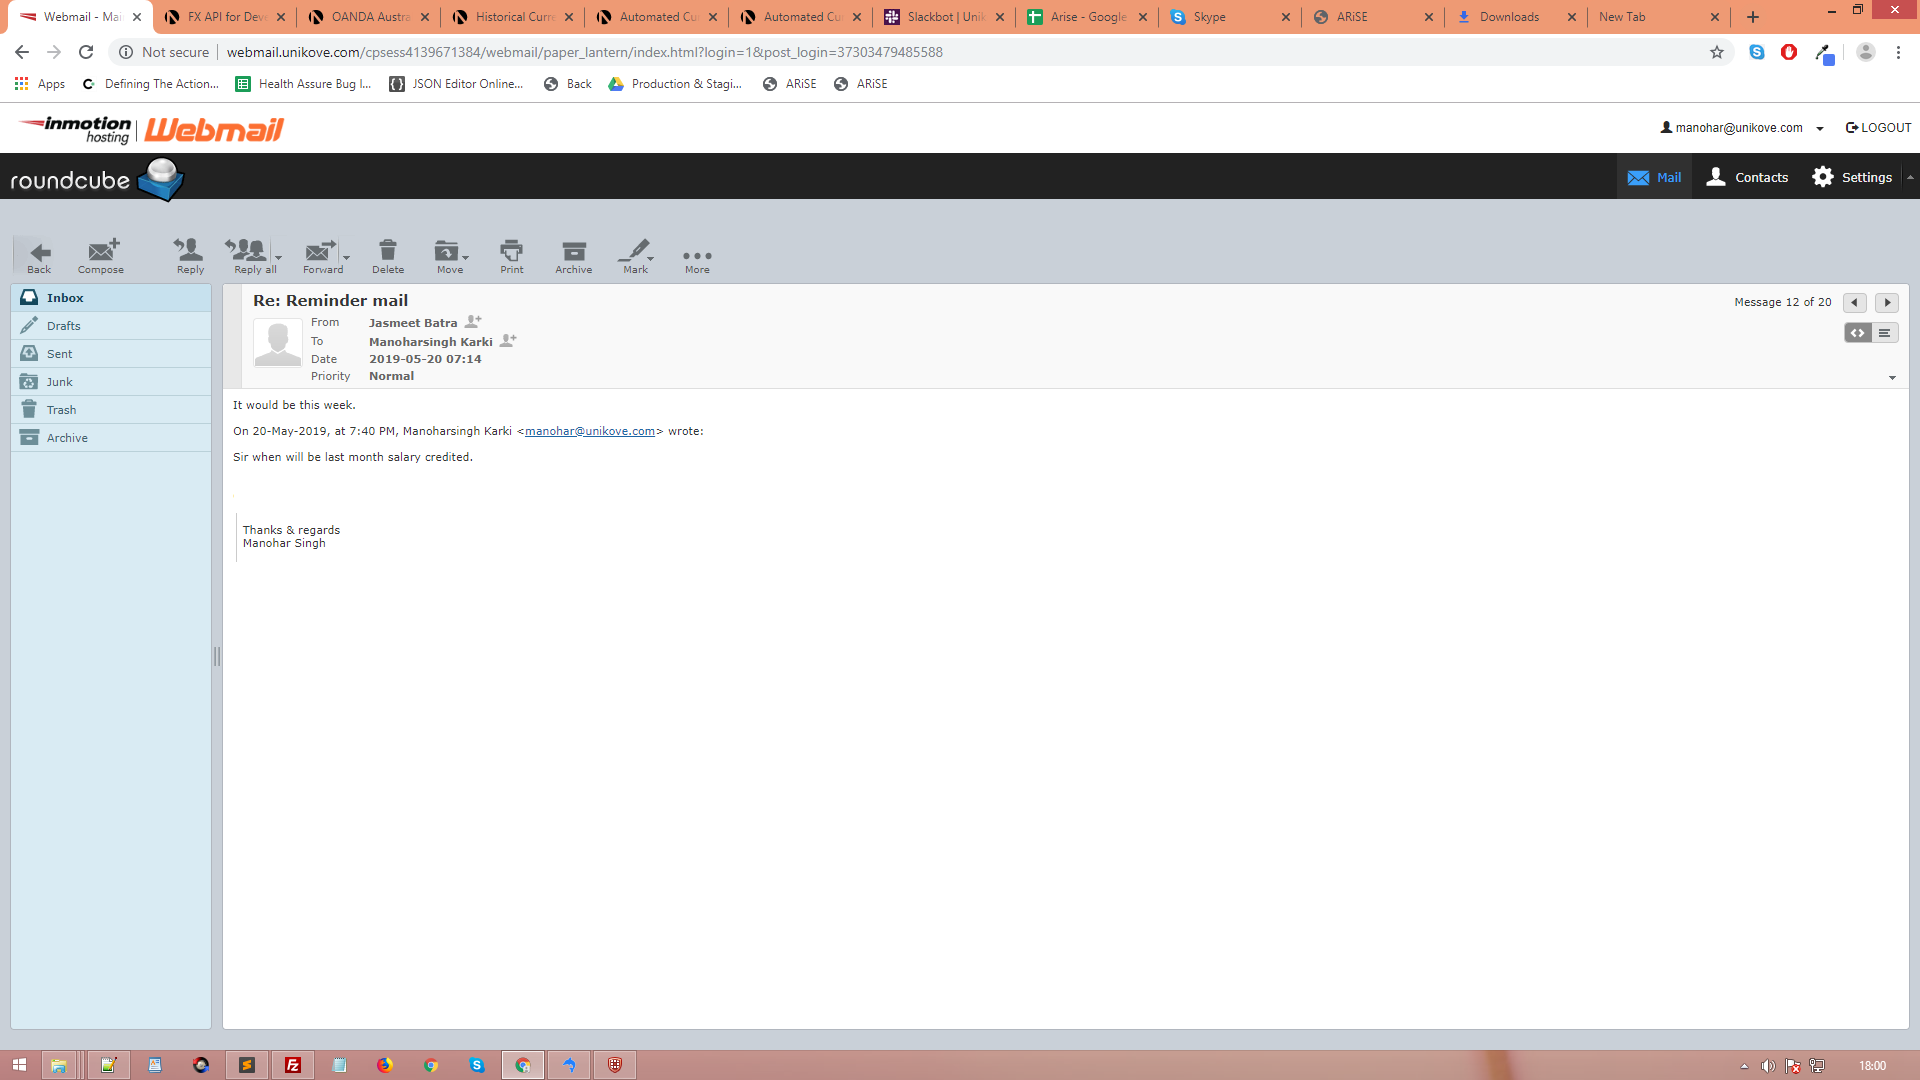 Webmail - Mai
FX API for Deve
OANDA Austra
Historical Curre
Automated Cu
Automated Cu
Slackbot | Unik
Arise - Google
Skype
ARiSE
Downloads
New Tab
Not secure
webmail.unikove.com/cpsess4139671384/webmail/paper_lantern/index.html?login=1&post_login=37303479485588
Apps
Defining The Action...
Health Assure Bug l...
JSON Editor Online...
Back
Production & Stagi...
ARiSE
ARiSE
inmotion hosting
Webmail
manohar@unikove.com
LOGOUT
roundcube
Mail
Contacts
Settings
Back
Compose
Reply
Reply all
Forward
Delete
Move
Print
Archive
Mark
More
Inbox
Drafts
Sent
Junk
Trash
Archive
Re: Reminder mail
Message 12 of 20
From Jasmeet Batra
To Manoharsingh Karki
Date 2019-05-20 07:14
Priority Normal
It would be this week.
On 20-May-2019, at 7:40 PM, Manoharsingh Karki <manohar@unikove.com> wrote:
Sir when will be last month salary credited.
Thanks & regards
Manohar Singh
18:00